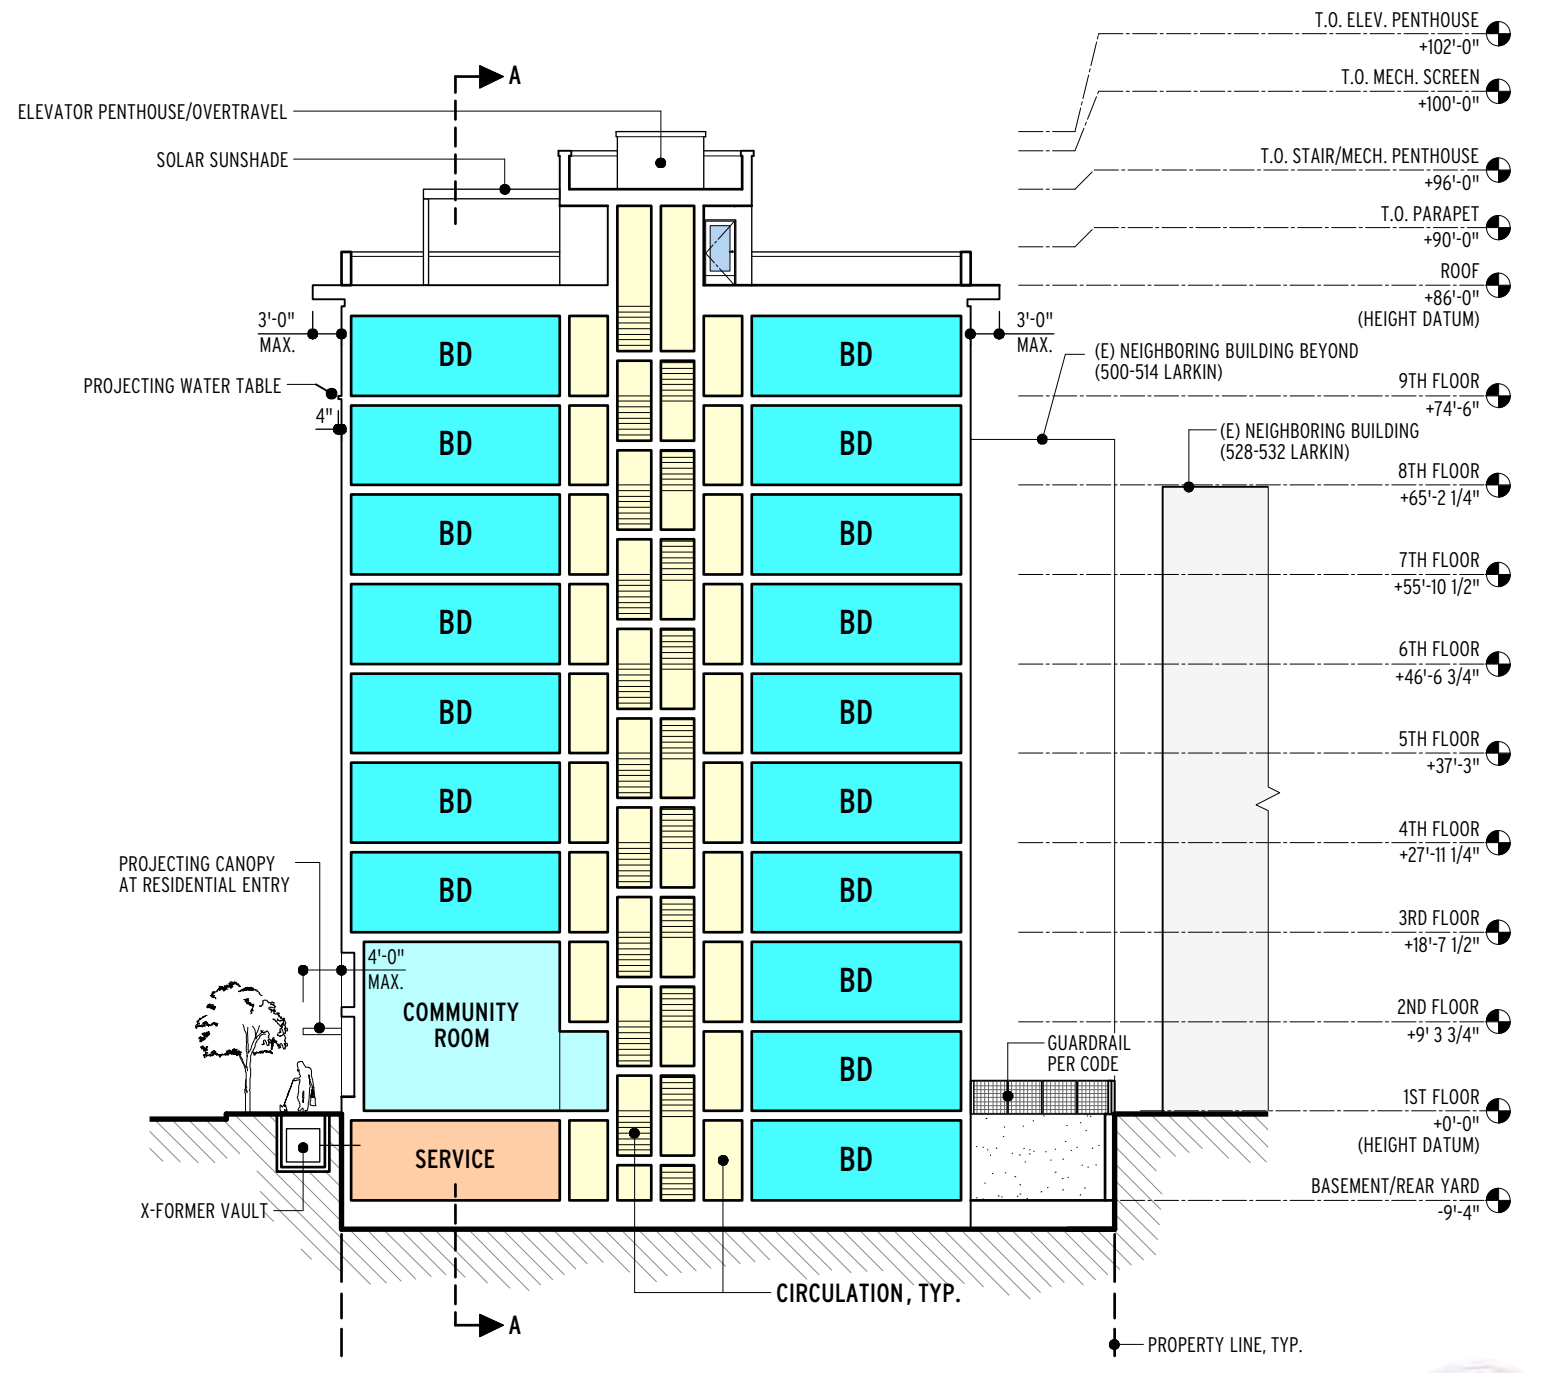 T.O. ELEV. PENTHOUSE
+102'-0"
T.O. MECH. SCREEN
+100'-0"
T.O. STAIR/MECH. PENTHOUSE
+96'-0"
T.O. PARAPET
+90'-0"
ROOF
+86'-0"
(HEIGHT DATUM)
9TH FLOOR
+74'-6"
8TH FLOOR
+65'-2 1/4"
7TH FLOOR
+55'-10 1/2"
6TH FLOOR
+46'-6 3/4"
5TH FLOOR
+37'-3"
4TH FLOOR
+27'-11 1/4"
3RD FLOOR
+18'-7 1/2"
2ND FLOOR
+9' 3 3/4"
1ST FLOOR
+0'-0"
(HEIGHT DATUM)
BASEMENT/REAR YARD
-9'-4"
A
ELEVATOR PENTHOUSE/OVERTRAVEL
SOLAR SUNSHADE
3'-0"
MAX.
3'-0"
MAX.
PROJECTING WATER TABLE
4"
(E) NEIGHBORING BUILDING BEYOND
(500-514 LARKIN)
(E) NEIGHBORING BUILDING
(528-532 LARKIN)
BD
BD
BD
BD
BD
BD
BD
BD
BD
BD
BD
BD
BD
BD
PROJECTING CANOPY
AT RESIDENTIAL ENTRY
4'-0"
MAX.
COMMUNITY
ROOM
BD
BD
GUARDRAIL
PER CODE
SERVICE
BD
X-FORMER VAULT
CIRCULATION, TYP.
A
PROPERTY LINE, TYP.